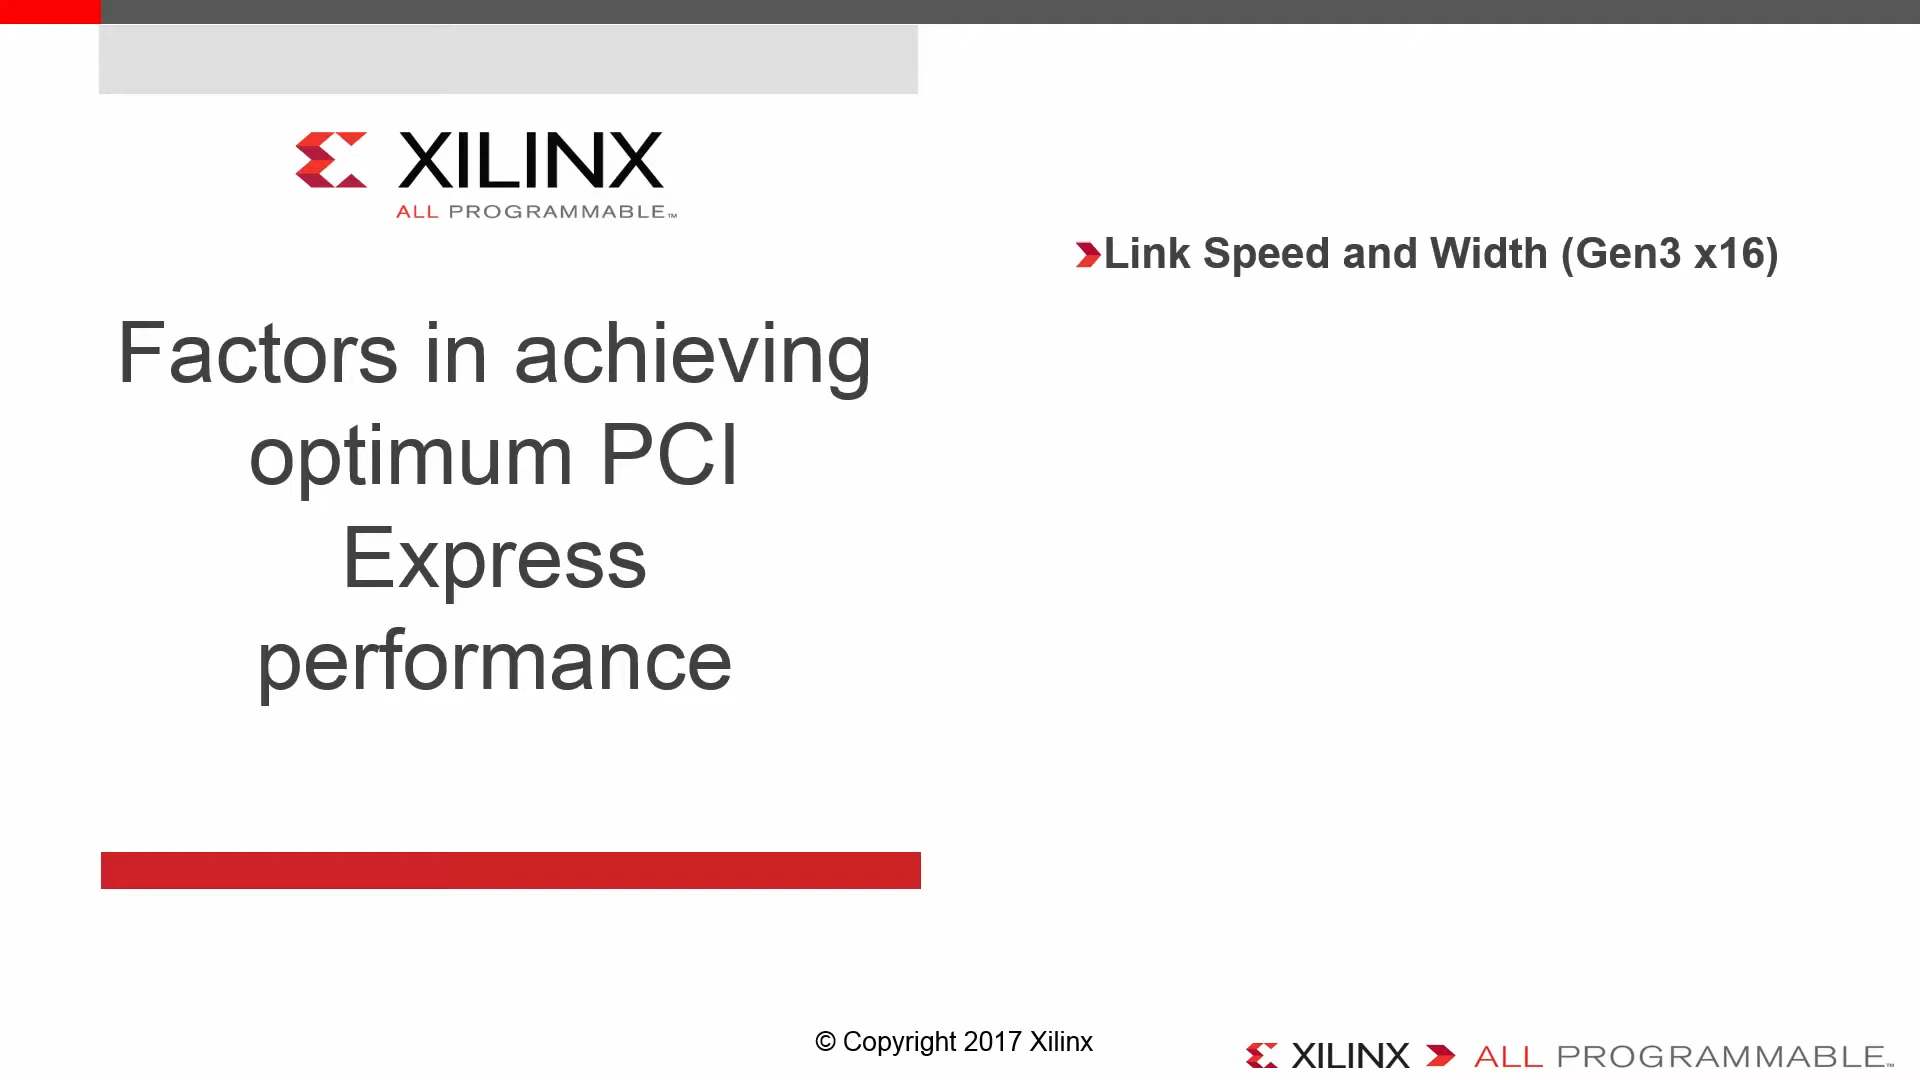 XILINX
ALL PROGRAMMABLE™
Factors in achieving
optimum PCI
Express
performance
Link Speed and Width (Gen3 x16)
© Copyright 2017 Xilinx
XILINX ALL PROGRAMMABLE™